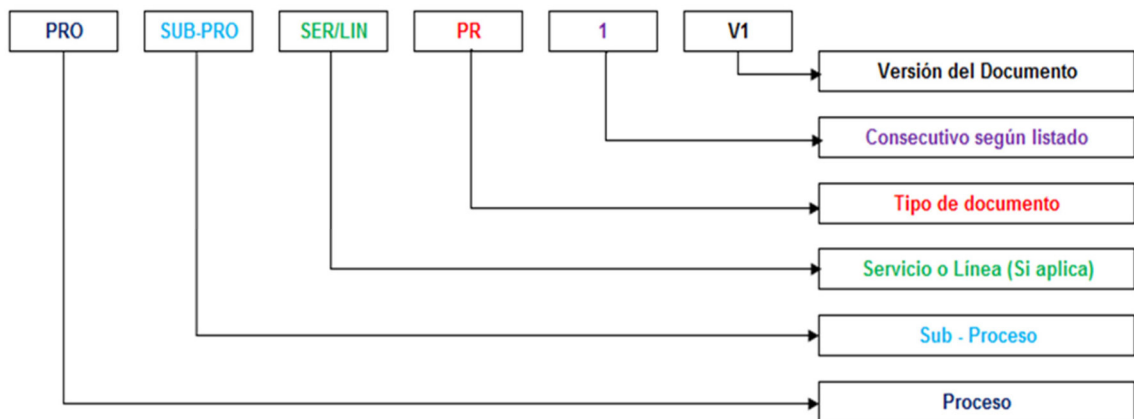 PRO SUB-PRO SER/LIN PR 1 V1
Versión del Documento
Consecutivo según listado
Tipo de documento
Servicio o Línea (Si aplica)
Sub - Proceso
Proceso